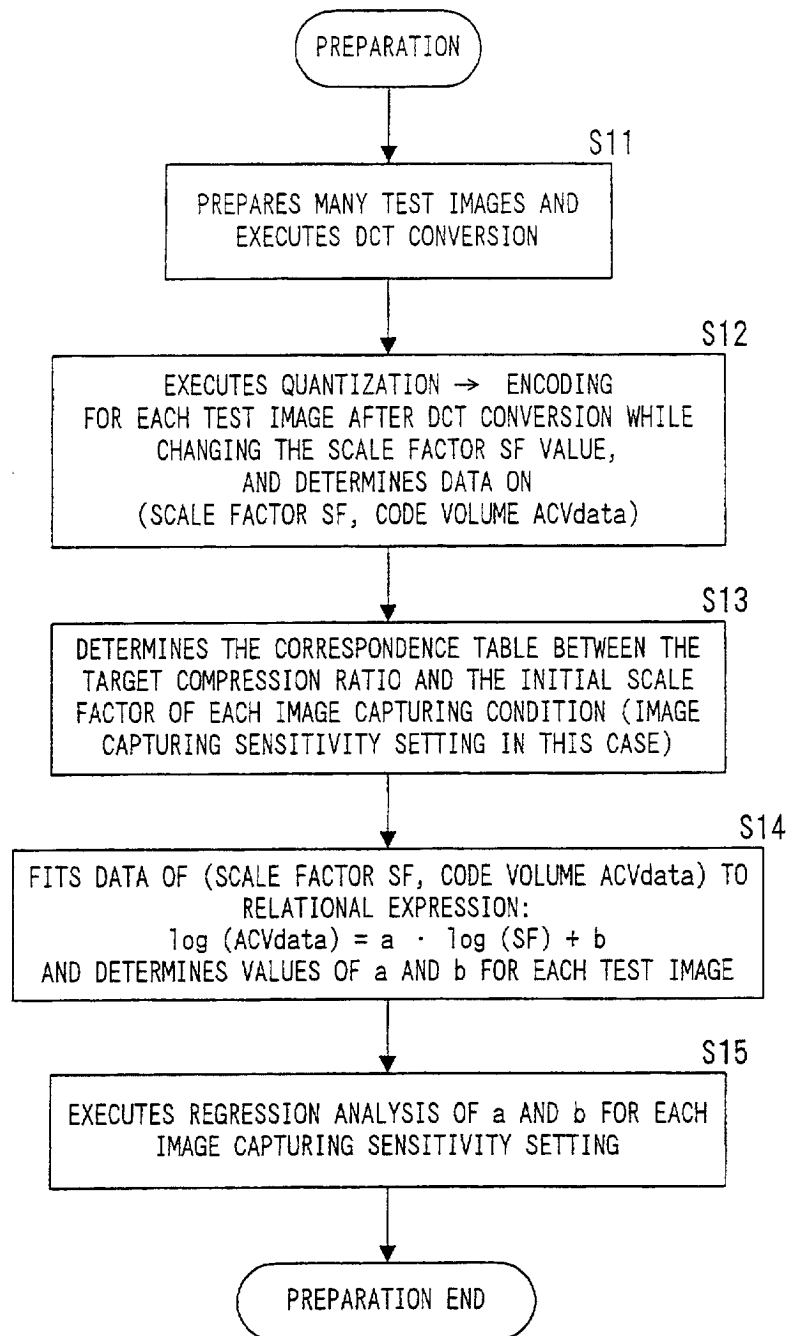 PREPARATION
S11
PREPARES MANY TEST IMAGES AND
EXECUTES DCT CONVERSION
S12
EXECUTES QUANTIZATION → ENCODING
FOR EACH TEST IMAGE AFTER DCT CONVERSION WHILE
CHANGING THE SCALE FACTOR SF VALUE,
AND DETERMINES DATA ON
(SCALE FACTOR SF, CODE VOLUME ACVdata)
S13
DETERMINES THE CORRESPONDENCE TABLE BETWEEN THE
TARGET COMPRESSION RATIO AND THE INITIAL SCALE
FACTOR OF EACH IMAGE CAPTURING CONDITION (IMAGE
CAPTURING SENSITIVITY SETTING IN THIS CASE)
S14
FITS DATA OF (SCALE FACTOR SF, CODE VOLUME ACVdata) TO
RELATIONAL EXPRESSION:
log (ACVdata) = a · log (SF) + b
AND DETERMINES VALUES OF a AND b FOR EACH TEST IMAGE
S15
EXECUTES REGRESSION ANALYSIS OF a AND b FOR EACH
IMAGE CAPTURING SENSITIVITY SETTING
PREPARATION END